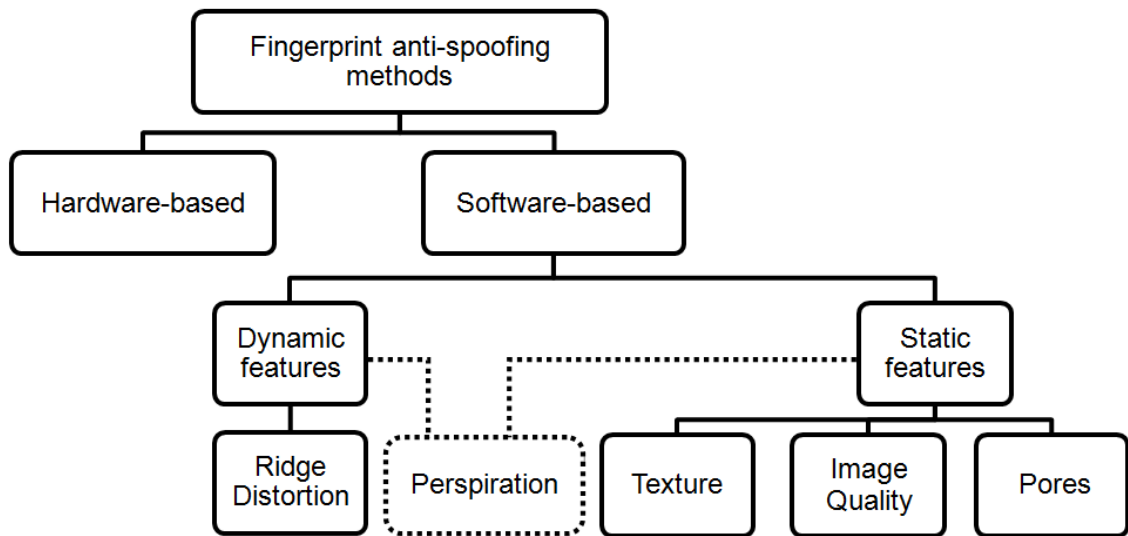 Fingerprint anti-spoofing
methods
Hardware-based
Software-based
Dynamic
features
Static
features
Ridge
Distortion
Perspiration
Texture
Image
Quality
Pores